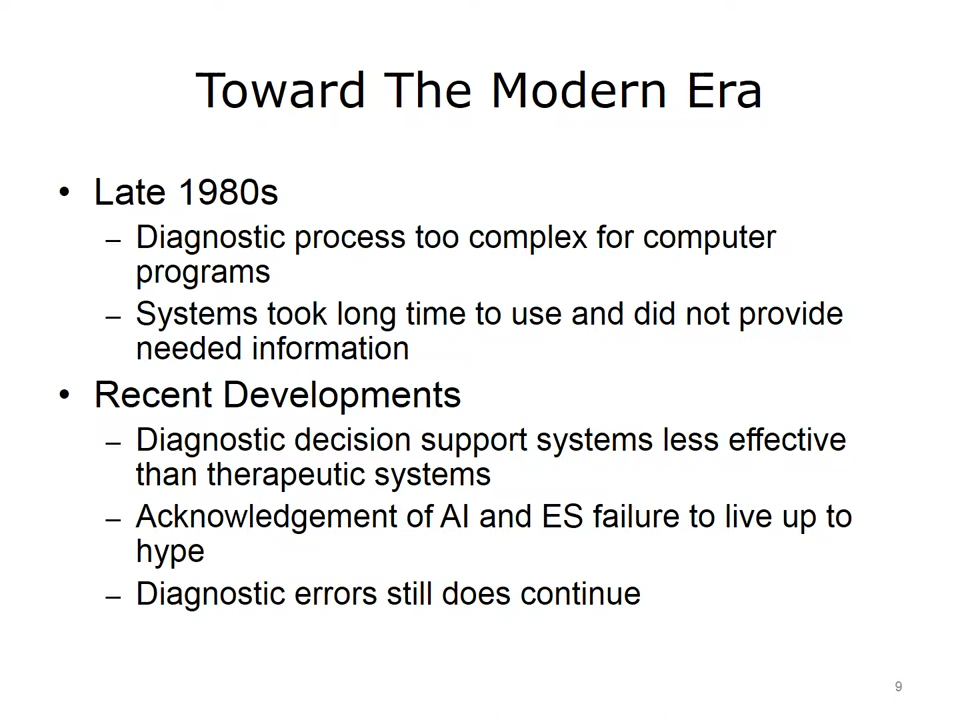 Toward The Modern Era
• Late 1980s
– Diagnostic process too complex for computer
programs
– Systems took long time to use and did not provide
needed information
• Recent Developments
– Diagnostic decision support systems less effective
than therapeutic systems
– Acknowledgement of AI and ES failure to live up to
hype
– Diagnostic errors still does continue
9